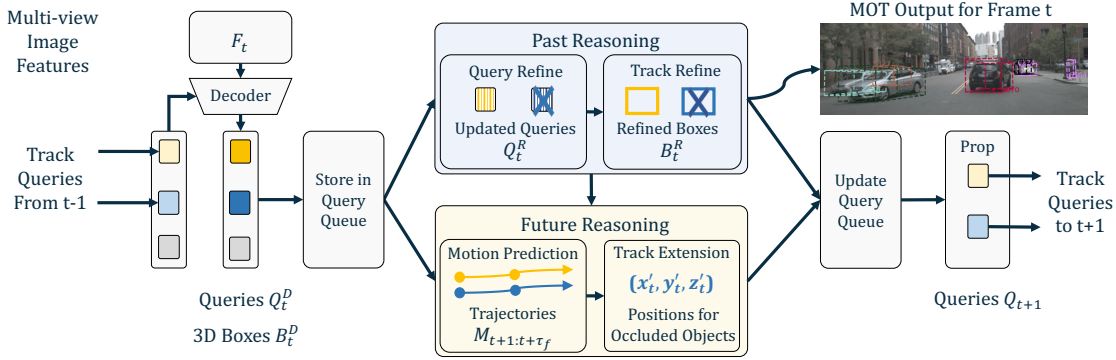 Multi-view
Image
Features
F_t
Decoder
Track
Queries
From t-1
Queries Q_t^D
3D Boxes B_t^D
Store in
Query
Queue
Past Reasoning
Query Refine
Updated Queries
Q_t^R
Track Refine
Refined Boxes
B_t^R
Future Reasoning
Motion Prediction
Trajectories
M_{t+1:t+τ_f}
Track Extension
(x'_t, y'_t, z'_t)
Positions for
Occluded Objects
MOT Output for Frame t
Update
Query
Queue
Prop
Track
Queries
to t+1
Queries Q_{t+1}